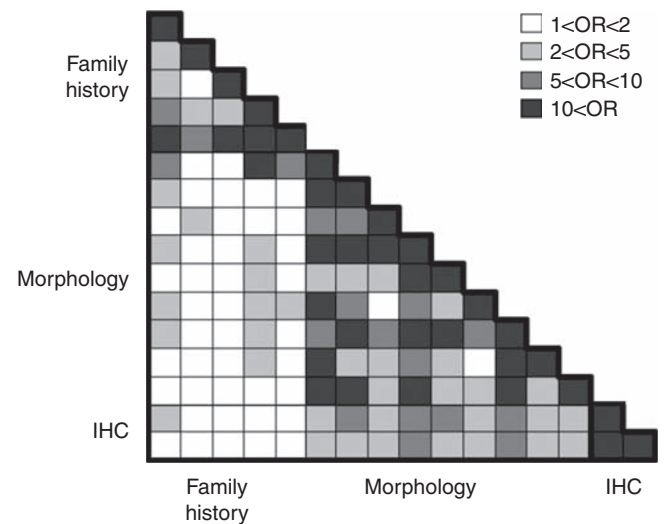 1<OR<2
2<OR<5
5<OR<10
10<OR
Family
history
Morphology
IHC
Family
history
Morphology
IHC